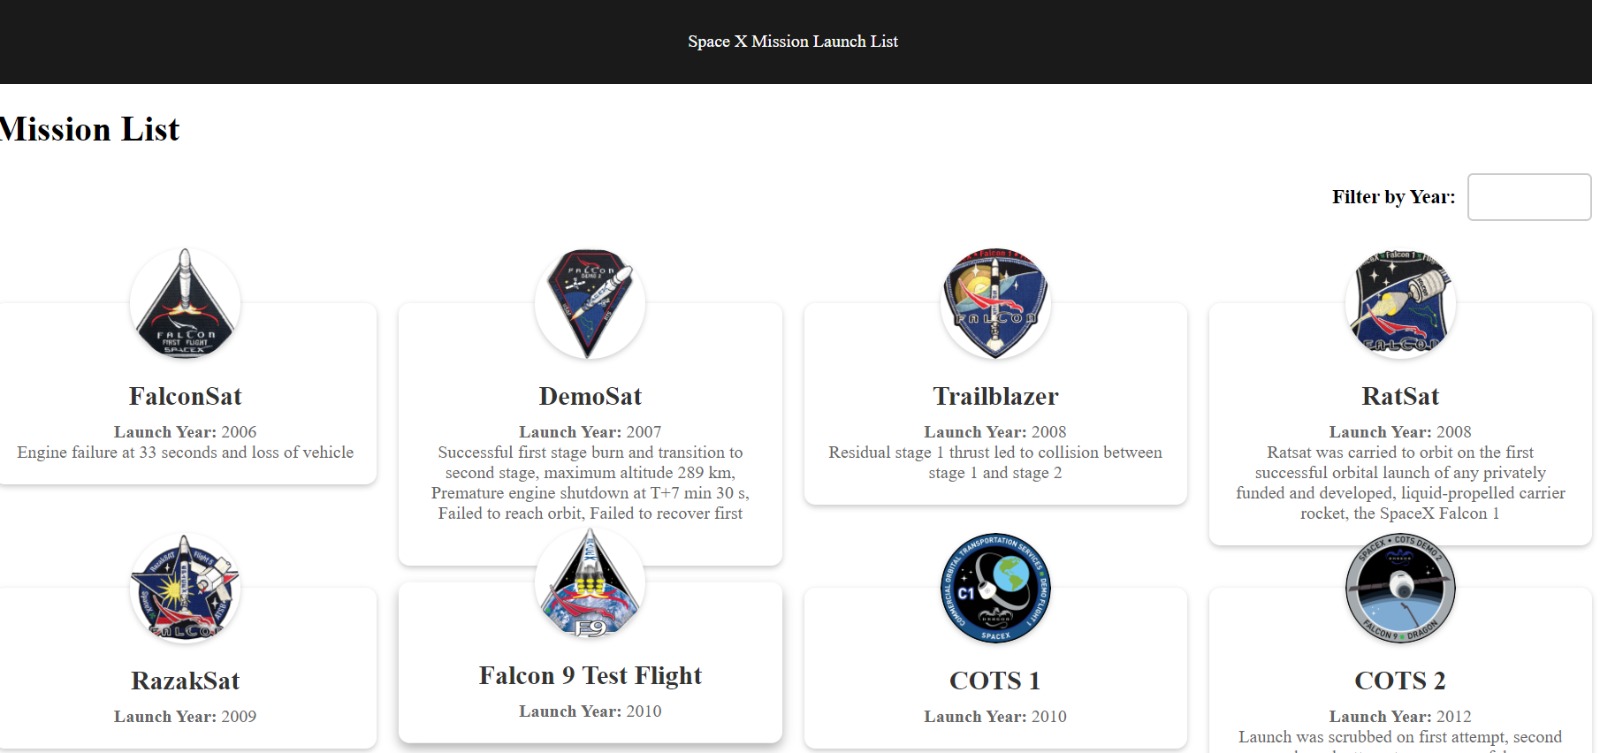 Space X Mission Launch List
Mission List
Filter by Year:
FALCON
FIRST FLIGHT
SPACEX
FalconSat
Launch Year: 2006
Engine failure at 33 seconds and loss of vehicle
FALCON
DEMO 2
DemoSat
Launch Year: 2007
Successful first stage burn and transition to
second stage, maximum altitude 289 km,
Premature engine shutdown at T+7 min 30 s,
Failed to reach orbit, Failed to recover first
Falcon 1
FALCON
Trailblazer
Launch Year: 2008
Residual stage 1 thrust led to collision between
stage 1 and stage 2
Falcon 1
FALCON
RatSat
Launch Year: 2008
Ratsat was carried to orbit on the first
successful orbital launch of any privately
funded and developed, liquid-propelled carrier
rocket, the SpaceX Falcon 1
RazakSAT
Flight 5
SpaceX
ATSB
FALCON
RazakSat
Launch Year: 2009
F9
Falcon 9 Test Flight
Launch Year: 2010
COMMERCIAL ORBITAL TRANSPORTATION SERVICES
DEMO FLIGHT 1
C1
DRAGON
SPACEX
COTS 1
Launch Year: 2010
SPACEX • COTS DEMO 2
FALCON 9 • DRAGON
COTS 2
Launch Year: 2012
Launch was scrubbed on first attempt, second